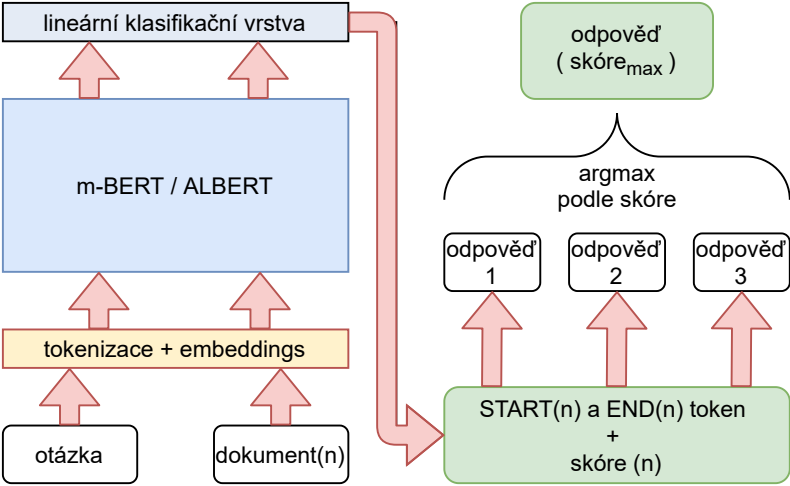 lineární klasifikační vrstva
m-BERT / ALBERT
tokenizace + embeddings
otázka
dokument(n)
odpověď
( skóre_max )
argmax
podle skóre
odpověď
1
odpověď
2
odpověď
3
START(n) a END(n) token
+
skóre (n)